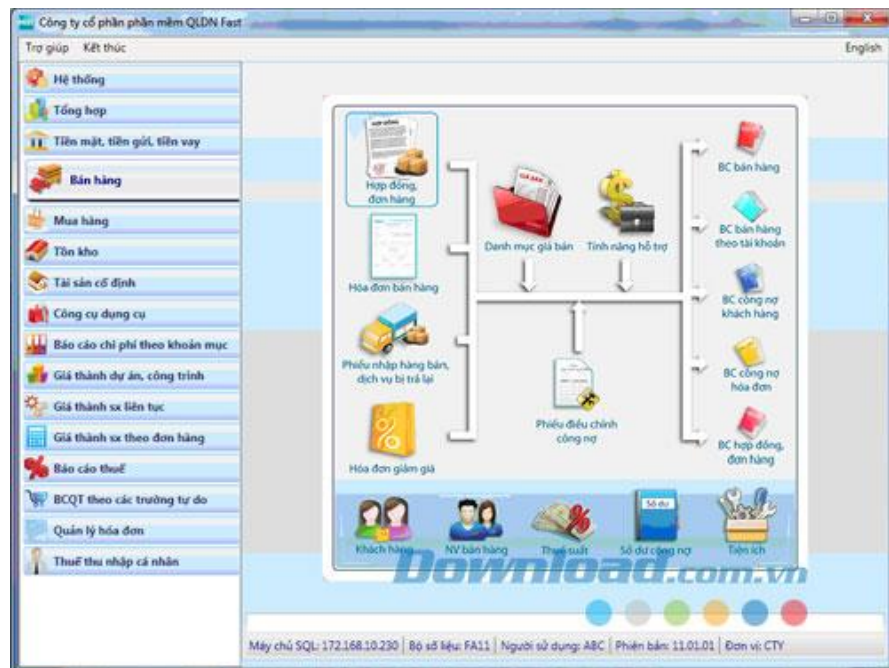 Công ty cổ phần phần mềm QLDN Fast
Trợ giúp Kết thúc
English
Hệ thống
Tổng hợp
Tiền mặt, tiền gửi, tiền vay
Bán hàng
Mua hàng
Tồn kho
Tài sản cố định
Công cụ dụng cụ
Báo cáo chi phí theo khoản mục
Giá thành dự án, công trình
Giá thành sx liên tục
Giá thành sx theo đơn hàng
Báo cáo thuế
BCQT theo các trường tự do
Quản lý hóa đơn
Thuế thu nhập cá nhân
HỢP ĐỒNG
Hợp đồng,
đơn hàng
Hóa đơn bán hàng
Phiếu nhập hàng bán,
dịch vụ bị trả lại
Hóa đơn giảm giá
GIÁ BÁN
Danh mục giá bán
Tính năng hỗ trợ
Phiếu điều chỉnh
công nợ
BC bán hàng
BC bán hàng
theo tài khoản
BC công nợ
khách hàng
BC công nợ
hóa đơn
BC hợp đồng,
đơn hàng
Khách hàng
NV bán hàng
Thuế suất
Số dư
Số dư công nợ
Tiện ích
Download.com.vn
Máy chủ SQL: 172.168.10.230 | Bộ số liệu: FA11 | Người sử dụng: ABC | Phiên bản: 11.01.01 | Đơn vị: CTY